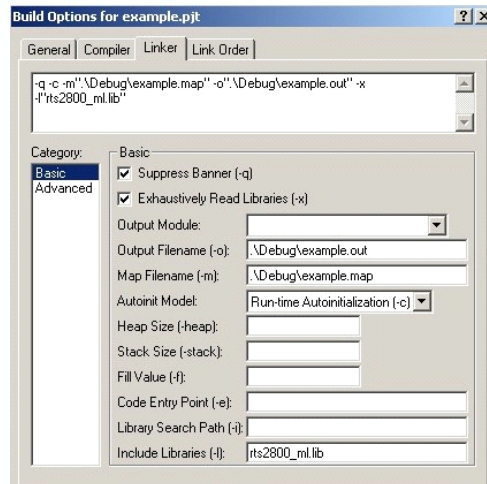 Build Options for example.pjt
General Compiler Linker Link Order
-q -c -m".\Debug\example.map" -o".\Debug\example.out" -x
-l"rts2800_ml.lib"
Category:
Basic
Advanced
Basic
Suppress Banner (-q)
Exhaustively Read Libraries (-x)
Output Module:
Output Filename (-o): .\Debug\example.out
Map Filename (-m): .\Debug\example.map
Autoinit Model: Run-time Autoinitialization (-c)
Heap Size (-heap):
Stack Size (-stack):
Fill Value (-f):
Code Entry Point (-e):
Library Search Path (-i):
Include Libraries (-l): rts2800_ml.lib